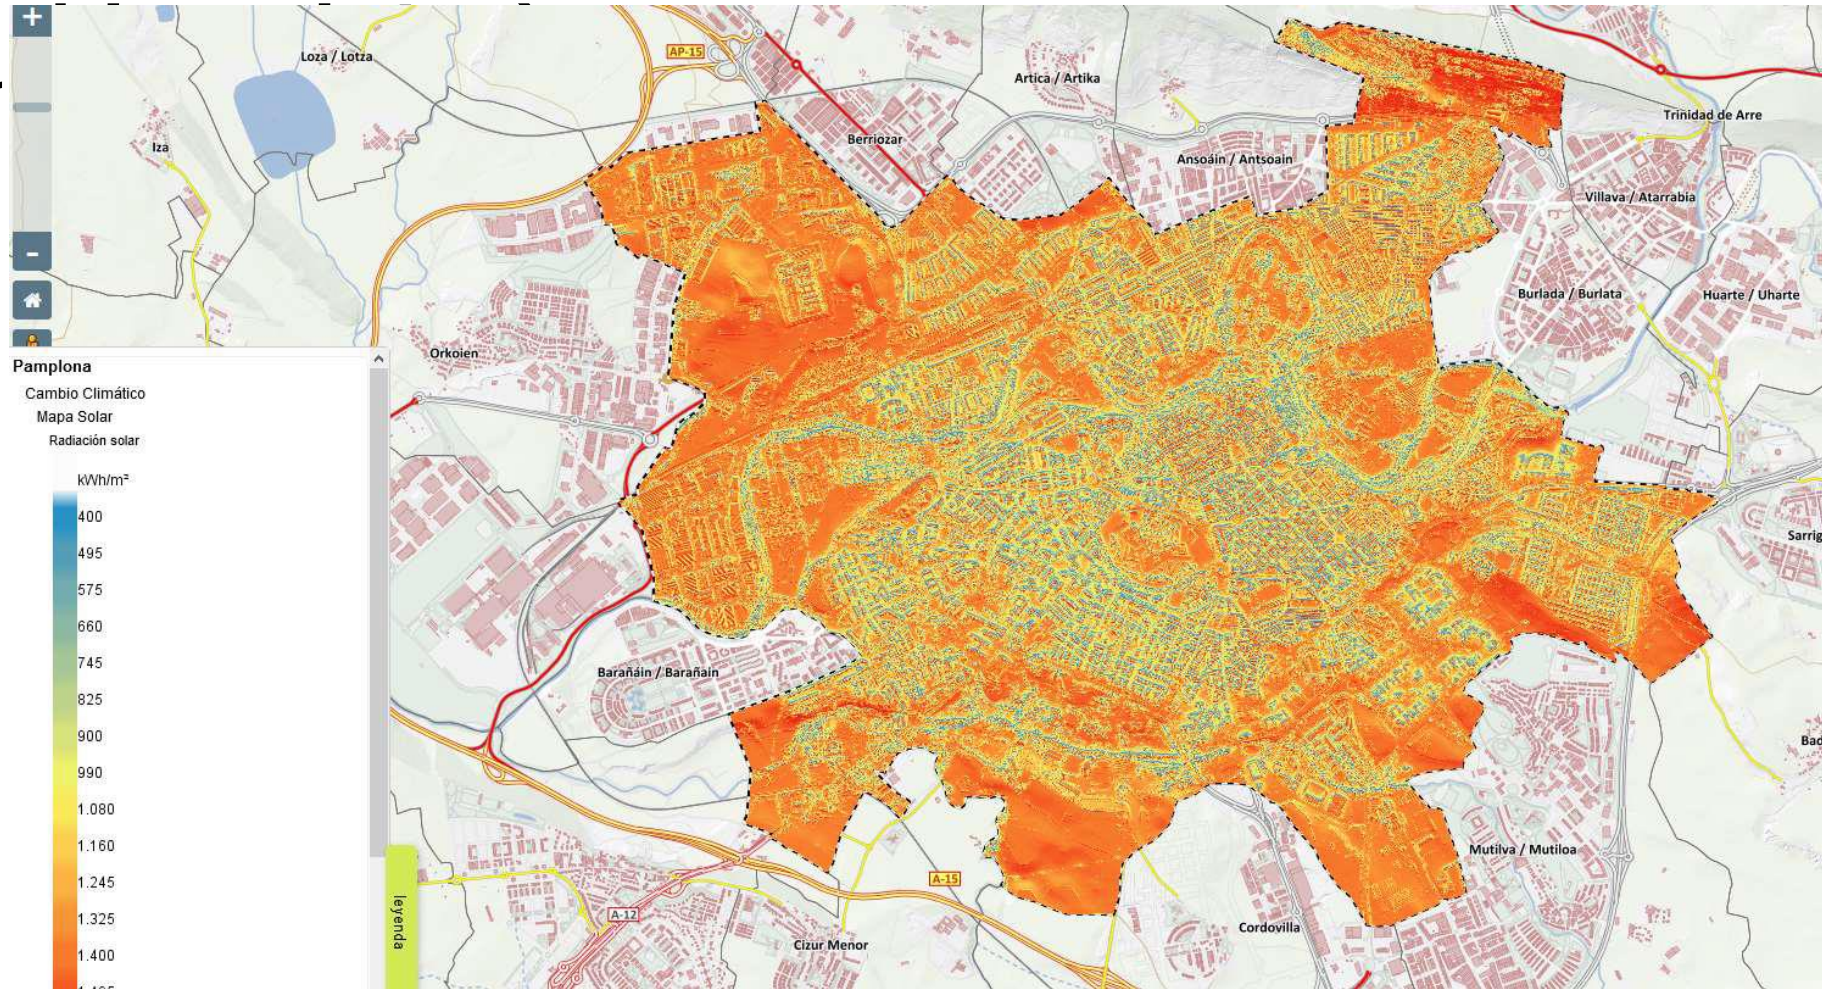 +
AP-15
Loza / Lotza
Artica / Artika
Trinidad de Arre
Iza
Berriozar
Ansoáin / Antsoain
Villava / Atarrabia
-
Burlada / Burlata
Huarte / Uharte
Orkoien
Pamplona
Cambio Climático
Mapa Solar
Radiación solar
kWh/m²
400
495
575
660
745
825
900
990
1.080
1.160
1.245
1.325
1.400
leyenda
Sarrig
Barañáin / Barañain
Bad
Mutilva / Mutiloa
A-15
A-12
Cizur Menor
Cordovilla